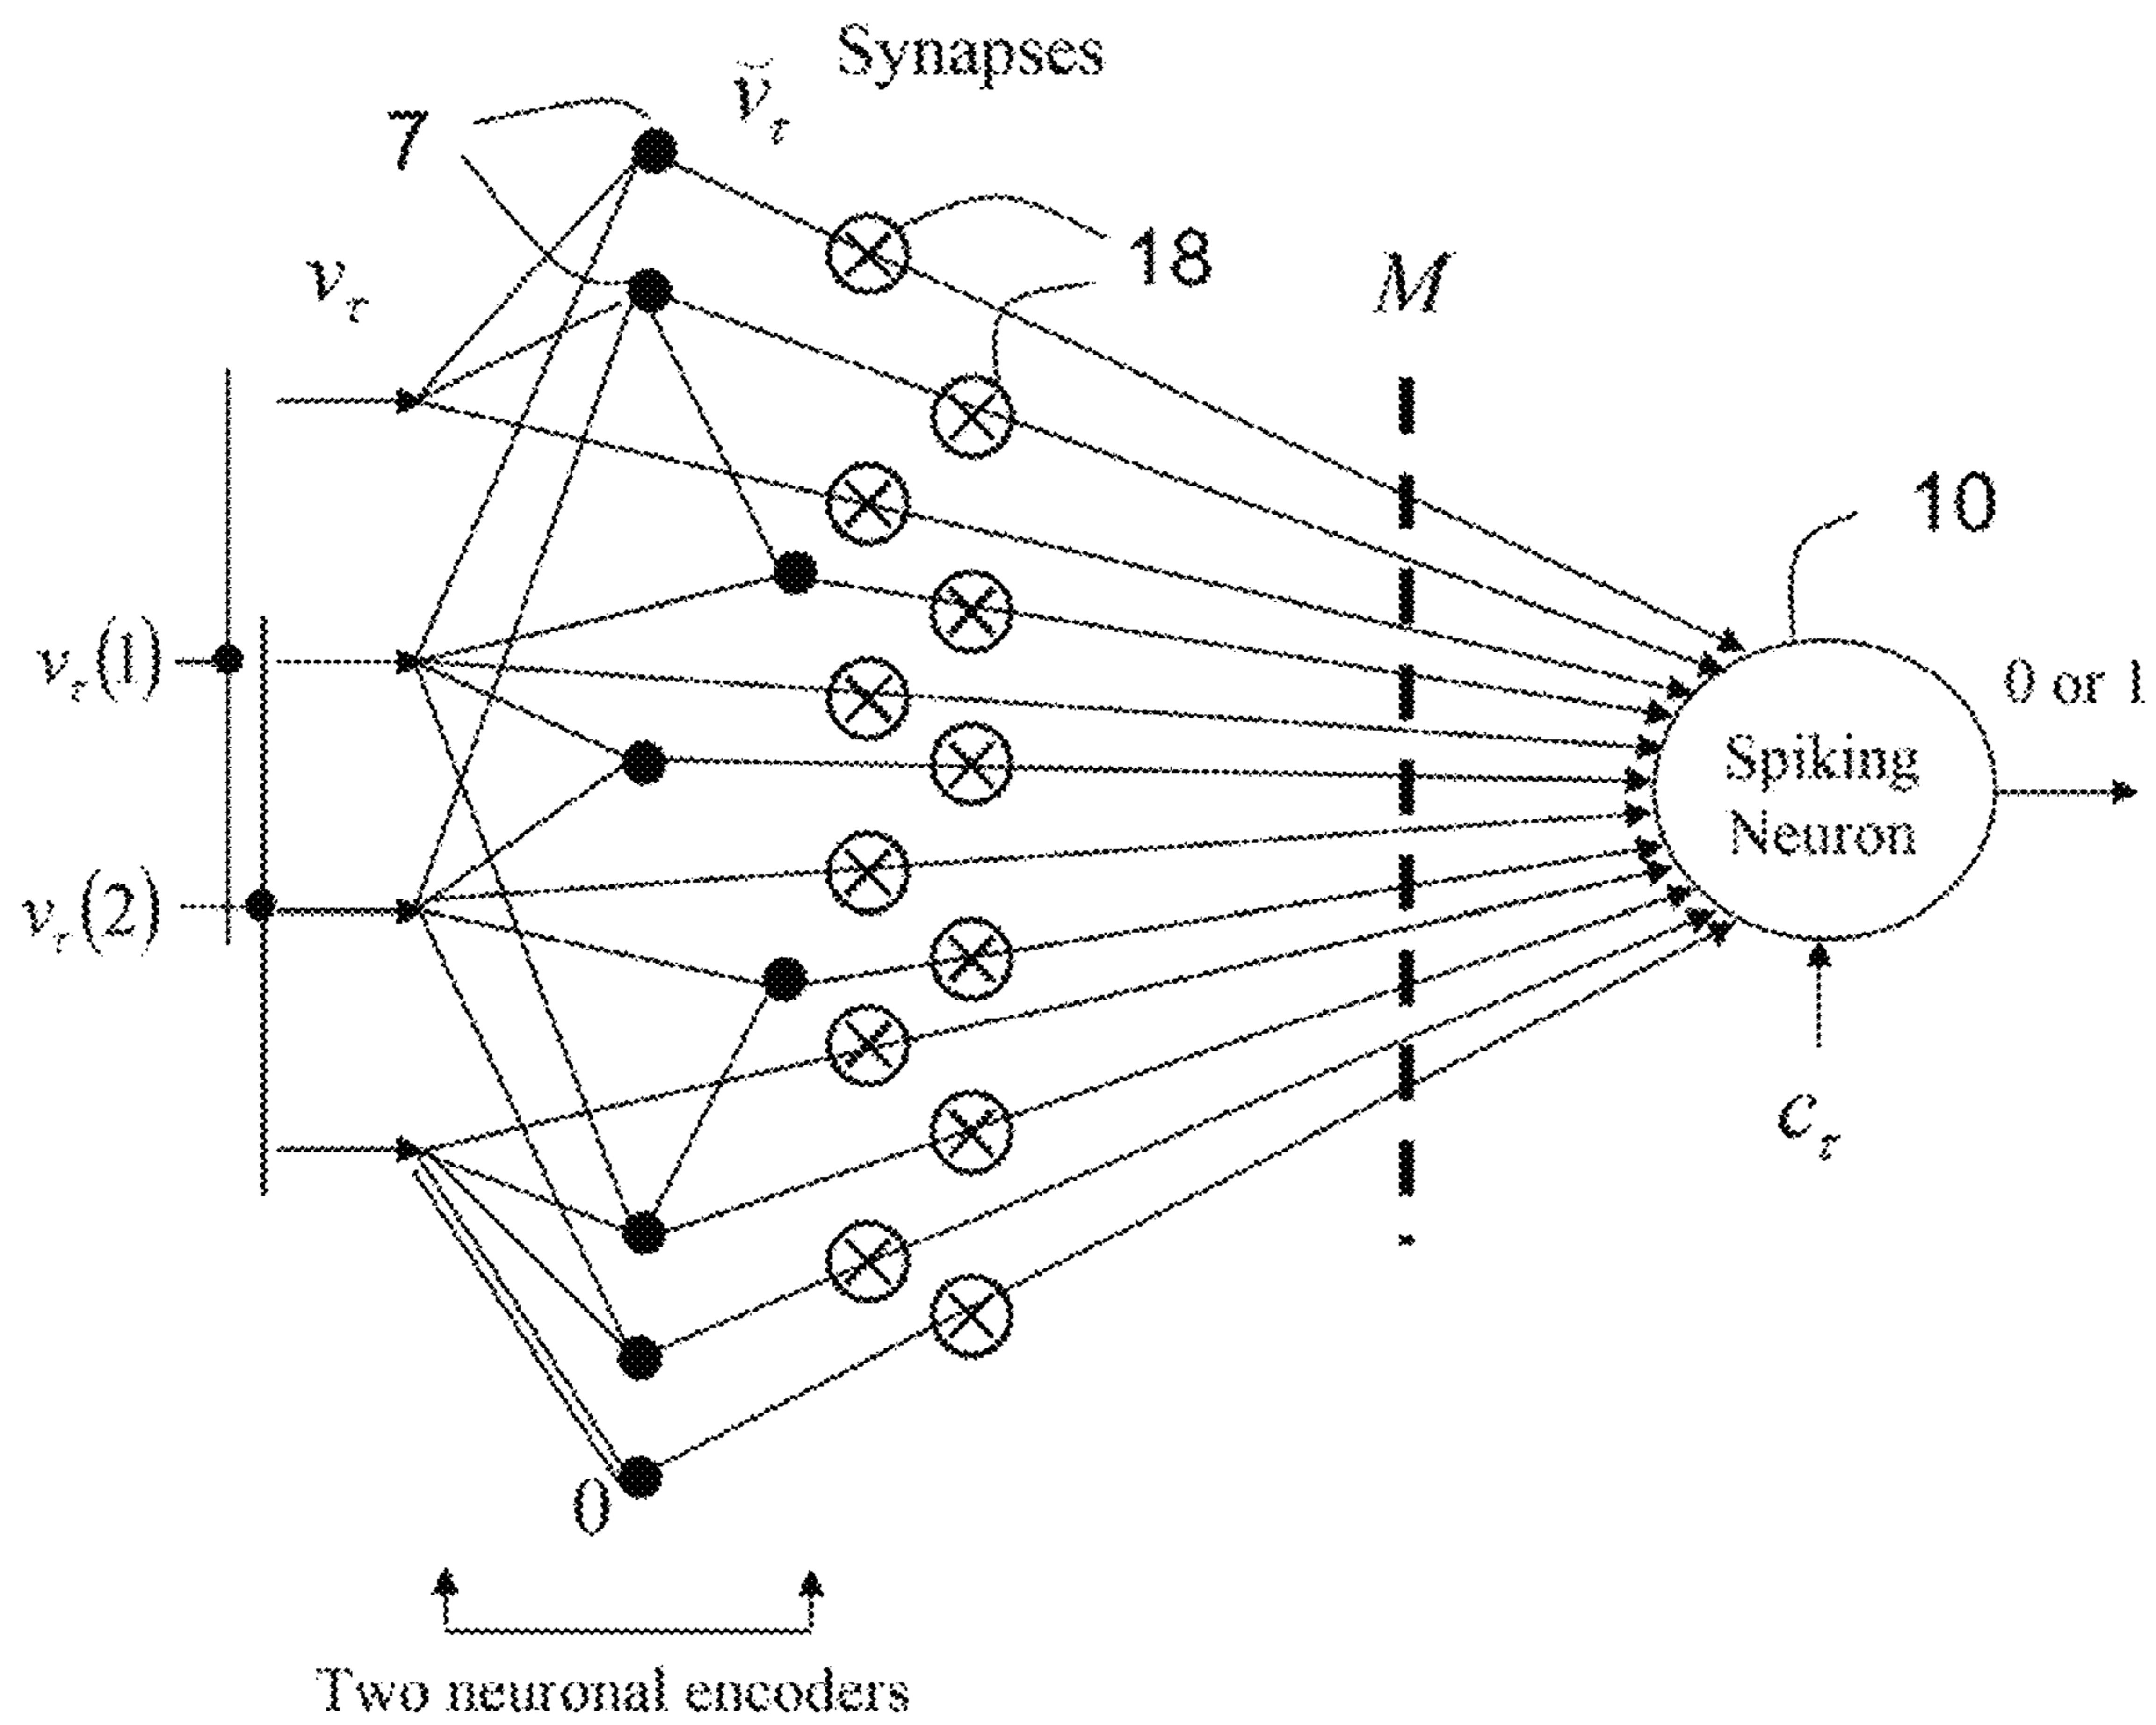 Synapses
v̆τ
7
vτ
18
M
10
vτ(1)
0 or 1
Spiking
Neuron
vτ(2)
cτ
0
Two neuronal encoders